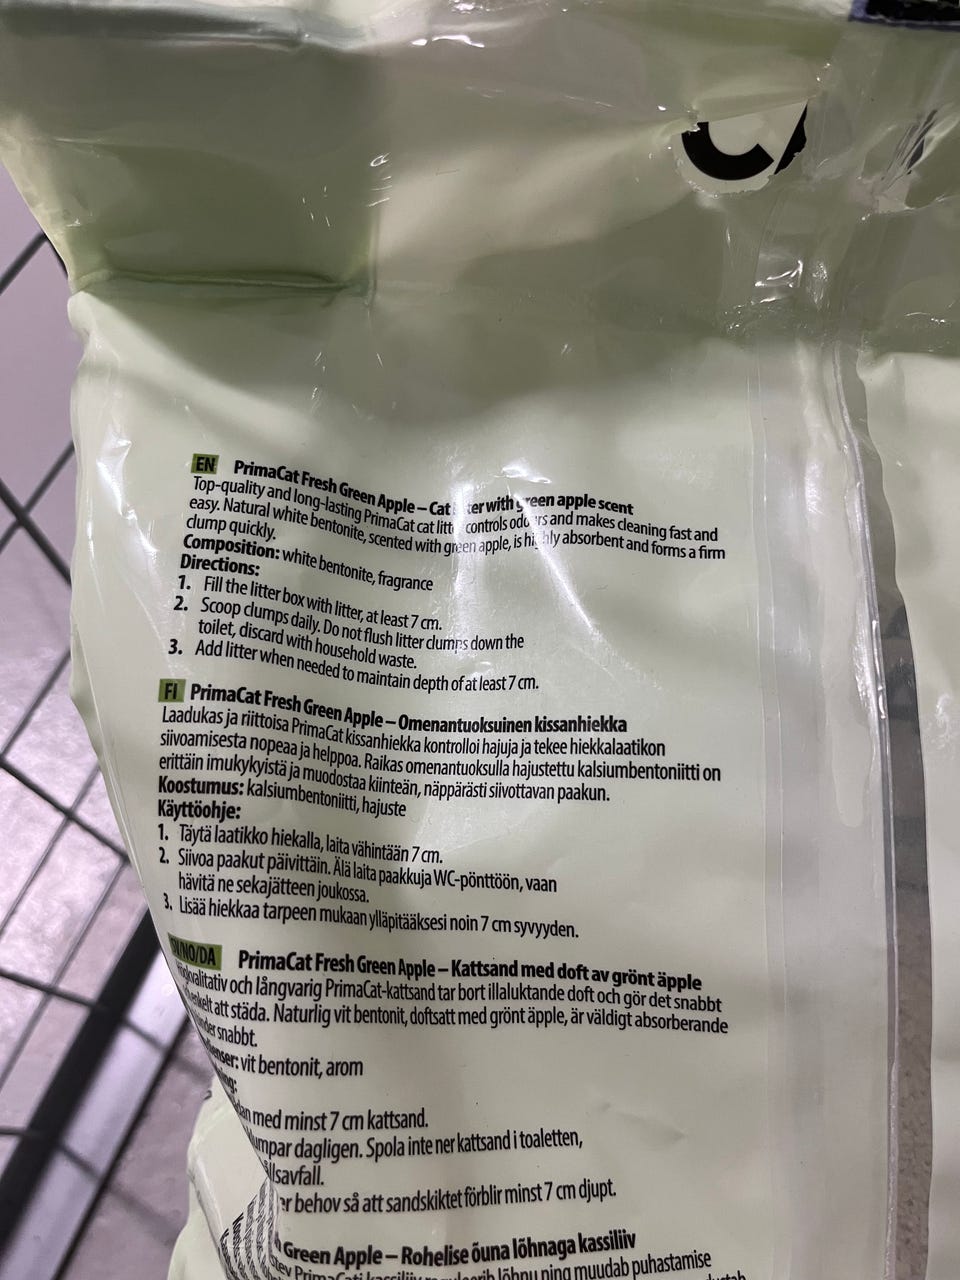 EN PrimaCat Fresh Green Apple – Cat litter with green apple scent
Top-quality and long-lasting PrimaCat cat litt controls odours and makes cleaning fast and
easy. Natural white bentonite, scented with green apple, is highly absorbent and forms a firm
clump quickly.
Composition: white bentonite, fragrance
Directions:
1. Fill the litter box with litter, at least 7 cm.
2. Scoop clumps daily. Do not flush litter clumps down the
toilet, discard with household waste.
3. Add litter when needed to maintain depth of at least 7 cm.
FI PrimaCat Fresh Green Apple – Omenantuoksuinen kissanhiekka
Laadukas ja riittoisa PrimaCat kissanhiekka kontrolloi hajuja ja tekee hiekkalaatikon
siivoamisesta nopeaa ja helppoa. Raikas omenantuoksulla hajustettu kalsiumbentoniitti on
erittäin imukykyistä ja muodostaa kiinteän, näppärästi siivottavan paakun.
Koostumus: kalsiumbentoniitti, hajuste
Käyttöohje:
1. Täytä laatikko hiekalla, laita vähintään 7 cm.
2. Siivoa paakut päivittäin. Älä laita paakkuja WC-pönttöön, vaan
hävitä ne sekajätteen joukossa.
3. Lisää hiekkaa tarpeen mukaan ylläpitääksesi noin 7 cm syvyyden.
SV/NO/DA PrimaCat Fresh Green Apple – Kattsand med doft av grönt äpple
Högkvalitativ och långvarig PrimaCat-kattsand tar bort illaluktande doft och gör det snabbt
enkelt att städa. Naturlig vit bentonit, doftsatt med grönt äpple, är väldigt absorberande
snabbt.
vit bentonit, arom
med minst 7 cm kattsand.
dagligen. Spola inte ner kattsand i toaletten,
behov så att sandskiktet förblir minst 7 cm djupt.
Green Apple – Rohelise õuna lõhnaga kassiliiv
PrimaCati kassiliiv lõhnu ning muudab puhastamise